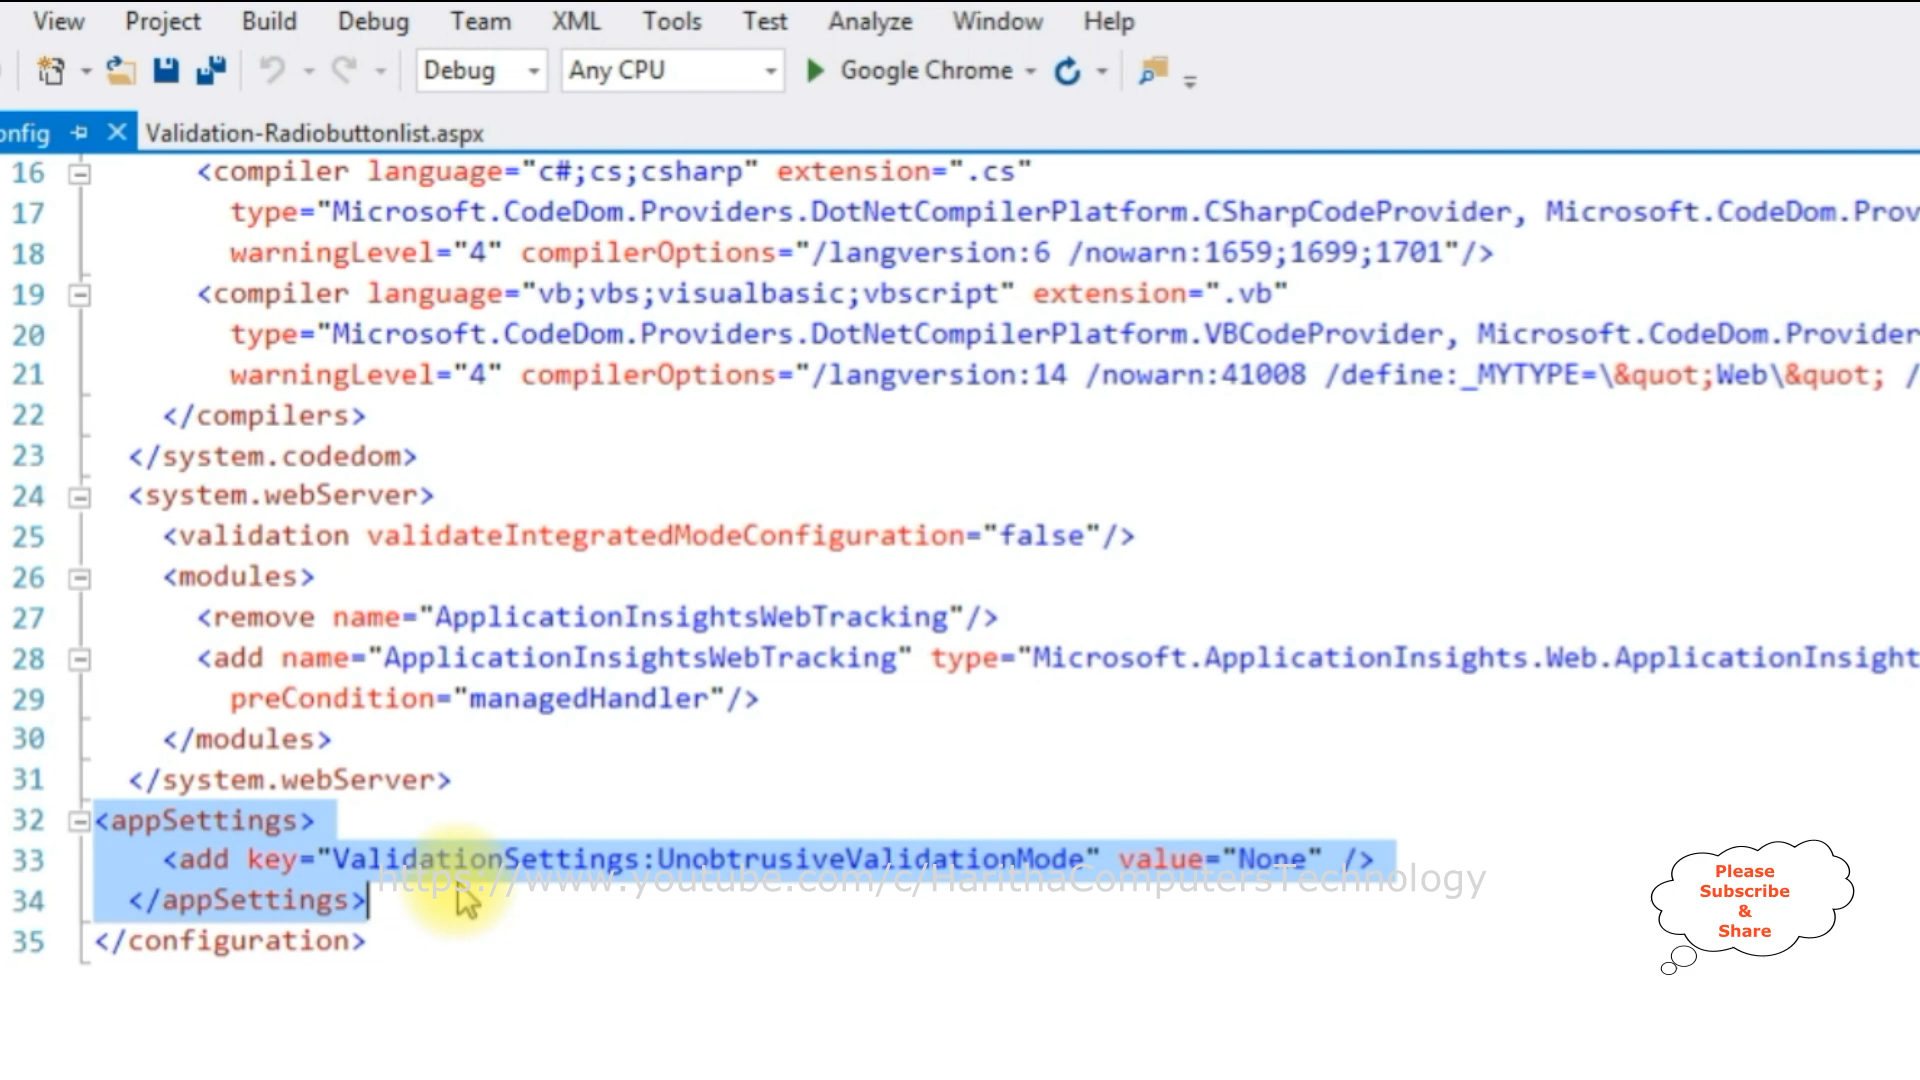 View Project Build Debug Team XML Tools Test Analyze Window Help
Debug Any CPU Google Chrome
onfig Validation-Radiobuttonlist.aspx
16 <compiler language="c#;cs;csharp" extension=".cs"
17 type="Microsoft.CodeDom.Providers.DotNetCompilerPlatform.CSharpCodeProvider, Microsoft.CodeDom.Prov
18 warningLevel="4" compilerOptions="/langversion:6 /nowarn:1659;1699;1701"/>
19 <compiler language="vb;vbs;visualbasic;vbscript" extension=".vb"
20 type="Microsoft.CodeDom.Providers.DotNetCompilerPlatform.VBCodeProvider, Microsoft.CodeDom.Provider
21 warningLevel="4" compilerOptions="/langversion:14 /nowarn:41008 /define:_MYTYPE=\&quot;Web\&quot; /
22 </compilers>
23 </system.codedom>
24 <system.webServer>
25 <validation validateIntegratedModeConfiguration="false"/>
26 <modules>
27 <remove name="ApplicationInsightsWebTracking"/>
28 <add name="ApplicationInsightsWebTracking" type="Microsoft.ApplicationInsights.Web.ApplicationInsight
29 preCondition="managedHandler"/>
30 </modules>
31 </system.webServer>
32 <appSettings>
33 <add key="ValidationSettings:UnobtrusiveValidationMode" value="None" />
https://www.youtube.com/c/HarithaComputersTechnology
34 </appSettings>
35 </configuration>
Please
Subscribe
&
Share